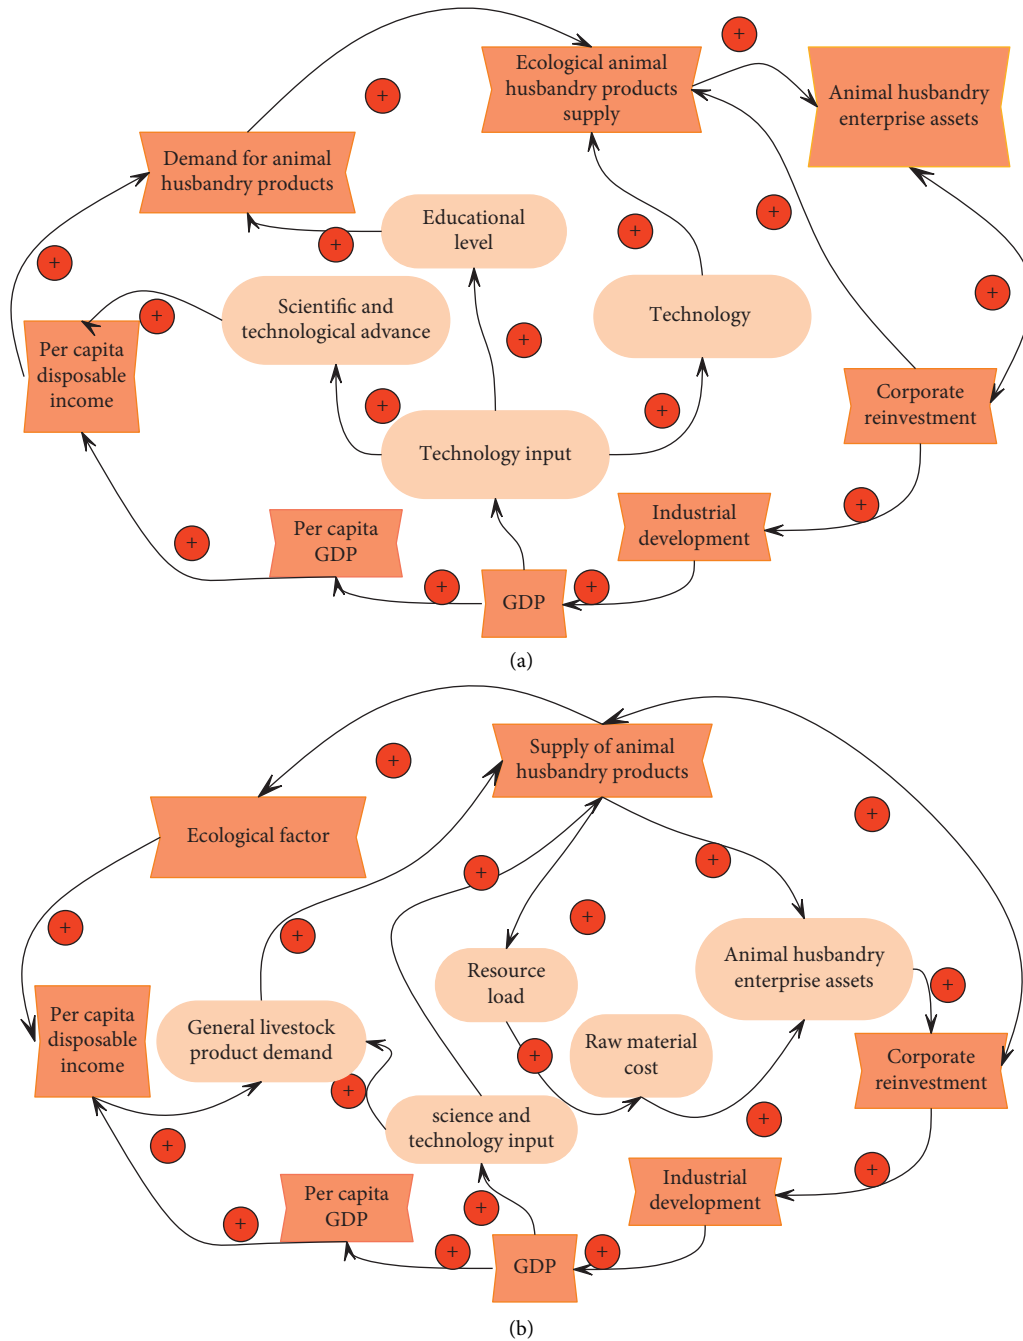 +
Ecological animal
husbandry products
supply
Animal husbandry
enterprise assets
+
Demand for animal
husbandry products
Educational
level
+
+
+
+
+
Scientific and
technological advance
Technology
+
+
Per capita
disposable
income
+
Corporate
reinvestment
+
+
Technology input
Per capita
GDP
Industrial
development
+
+
+
+
GDP
(a)
Supply of animal
husbandry products
+
Ecological factor
+
+
+
+
+
+
Resource
load
Animal husbandry
enterprise assets
+
Per capita
disposable
income
General livestock
product demand
+
Raw material
cost
Corporate
reinvestment
+
science and
technology input
+
+
+
Per capita
GDP
Industrial
development
+
+
+
+
GDP
(b)